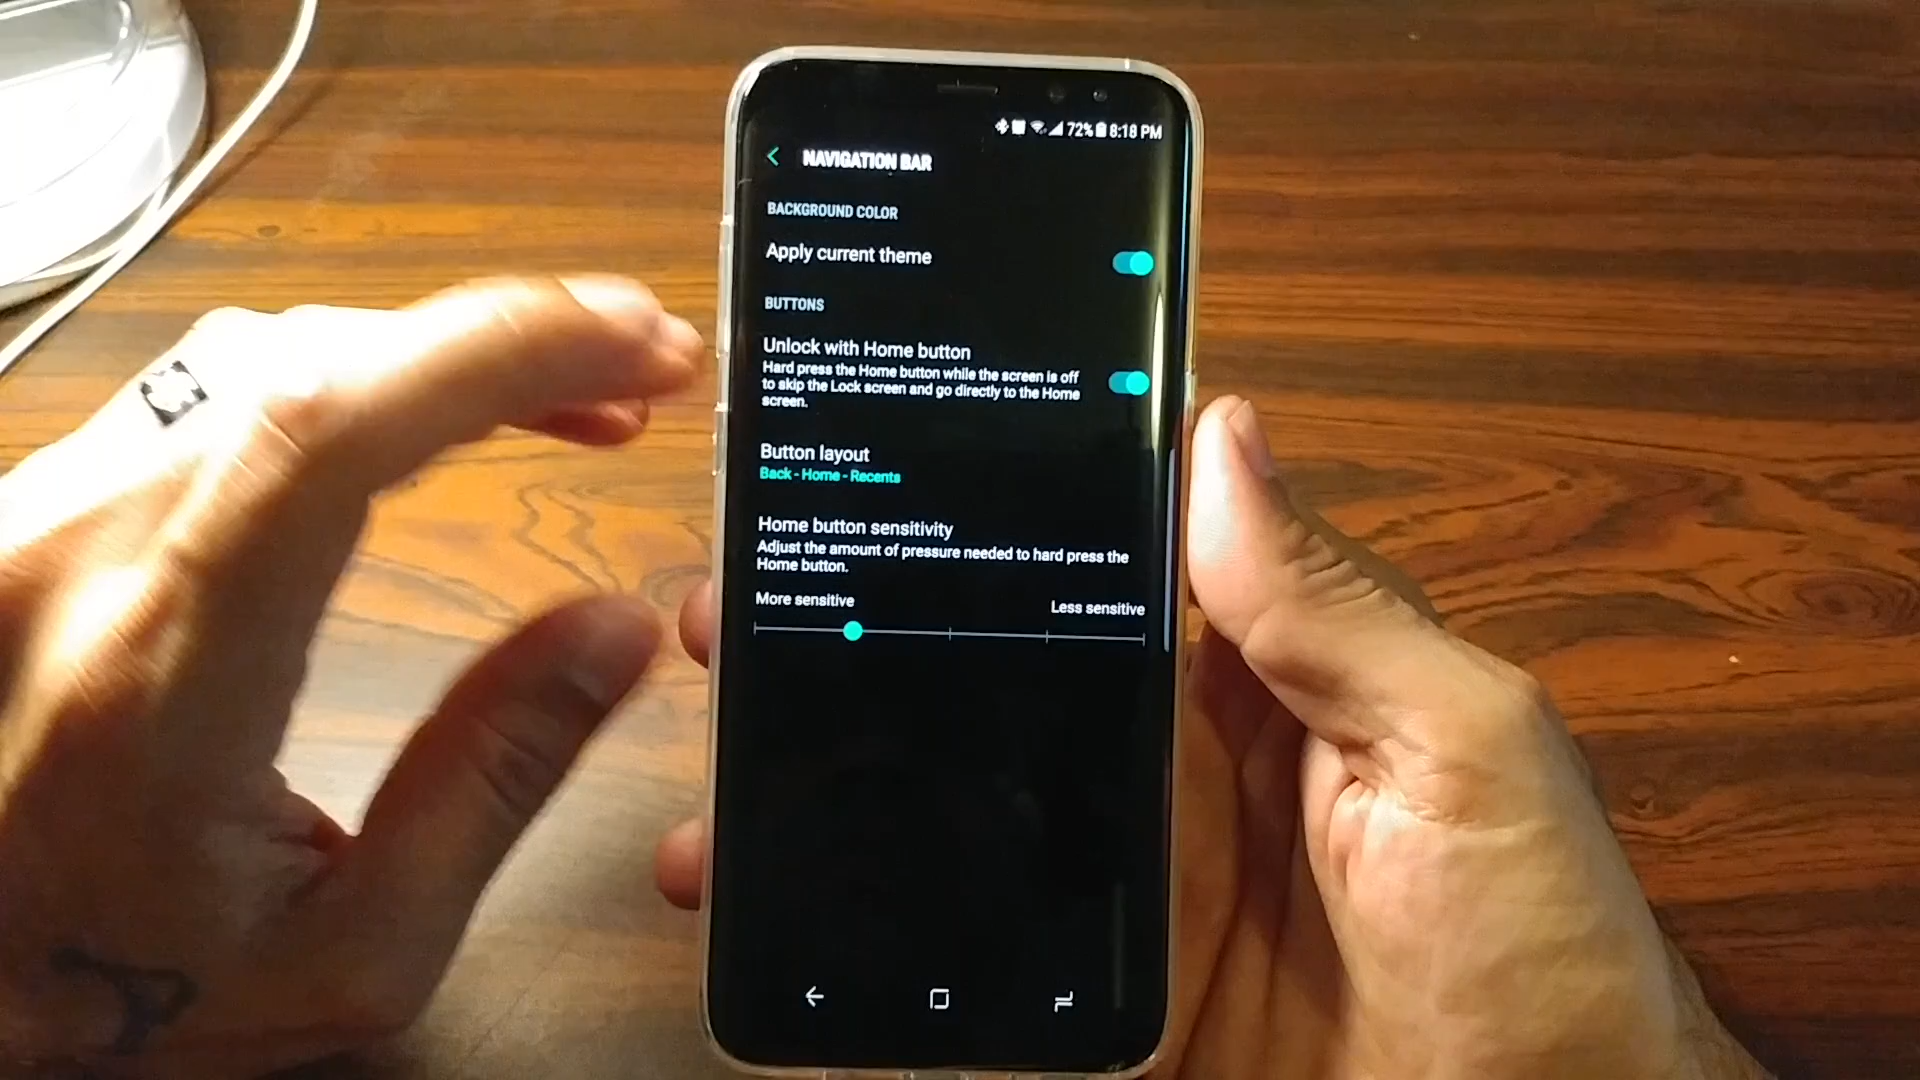 72% 8:18 PM
NAVIGATION BAR
BACKGROUND COLOR
Apply current theme
BUTTONS
Unlock with Home button
Hard press the Home button while the screen is off
to skip the Lock screen and go directly to the Home
screen.
Button layout
Back - Home - Recents
Home button sensitivity
Adjust the amount of pressure needed to hard press the
Home button.
More sensitive
Less sensitive